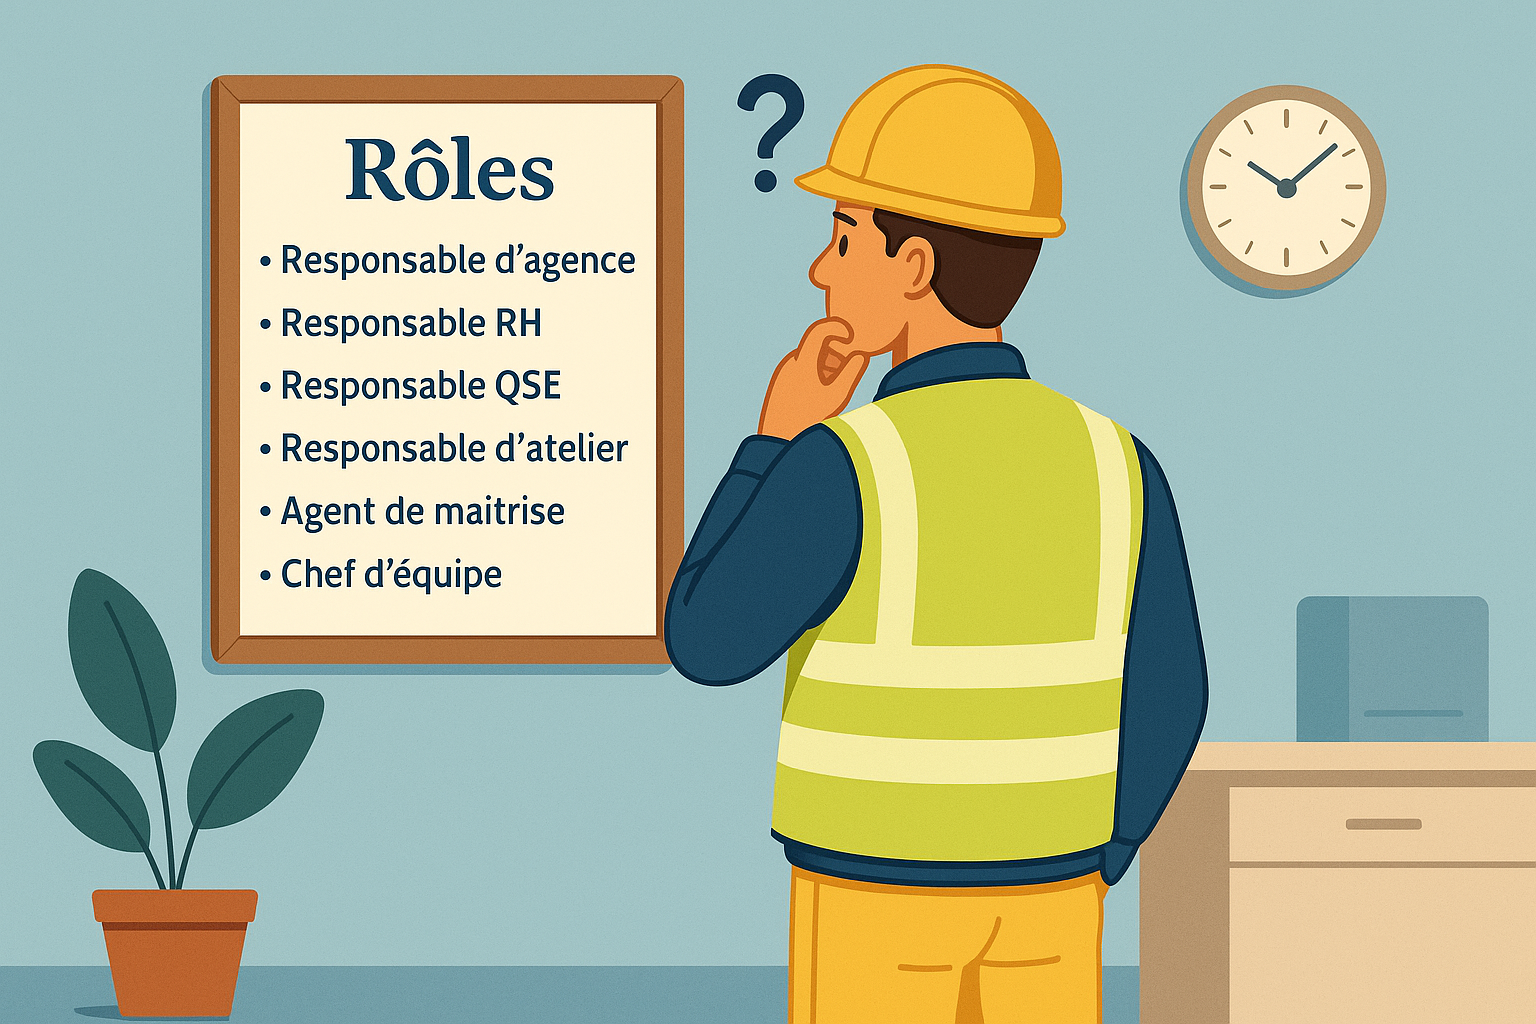 Rôles
?
• Responsable d'agence
• Responsable RH
• Responsable QSE
• Responsable d'atelier
• Agent de maitrise
• Chef d'équipe